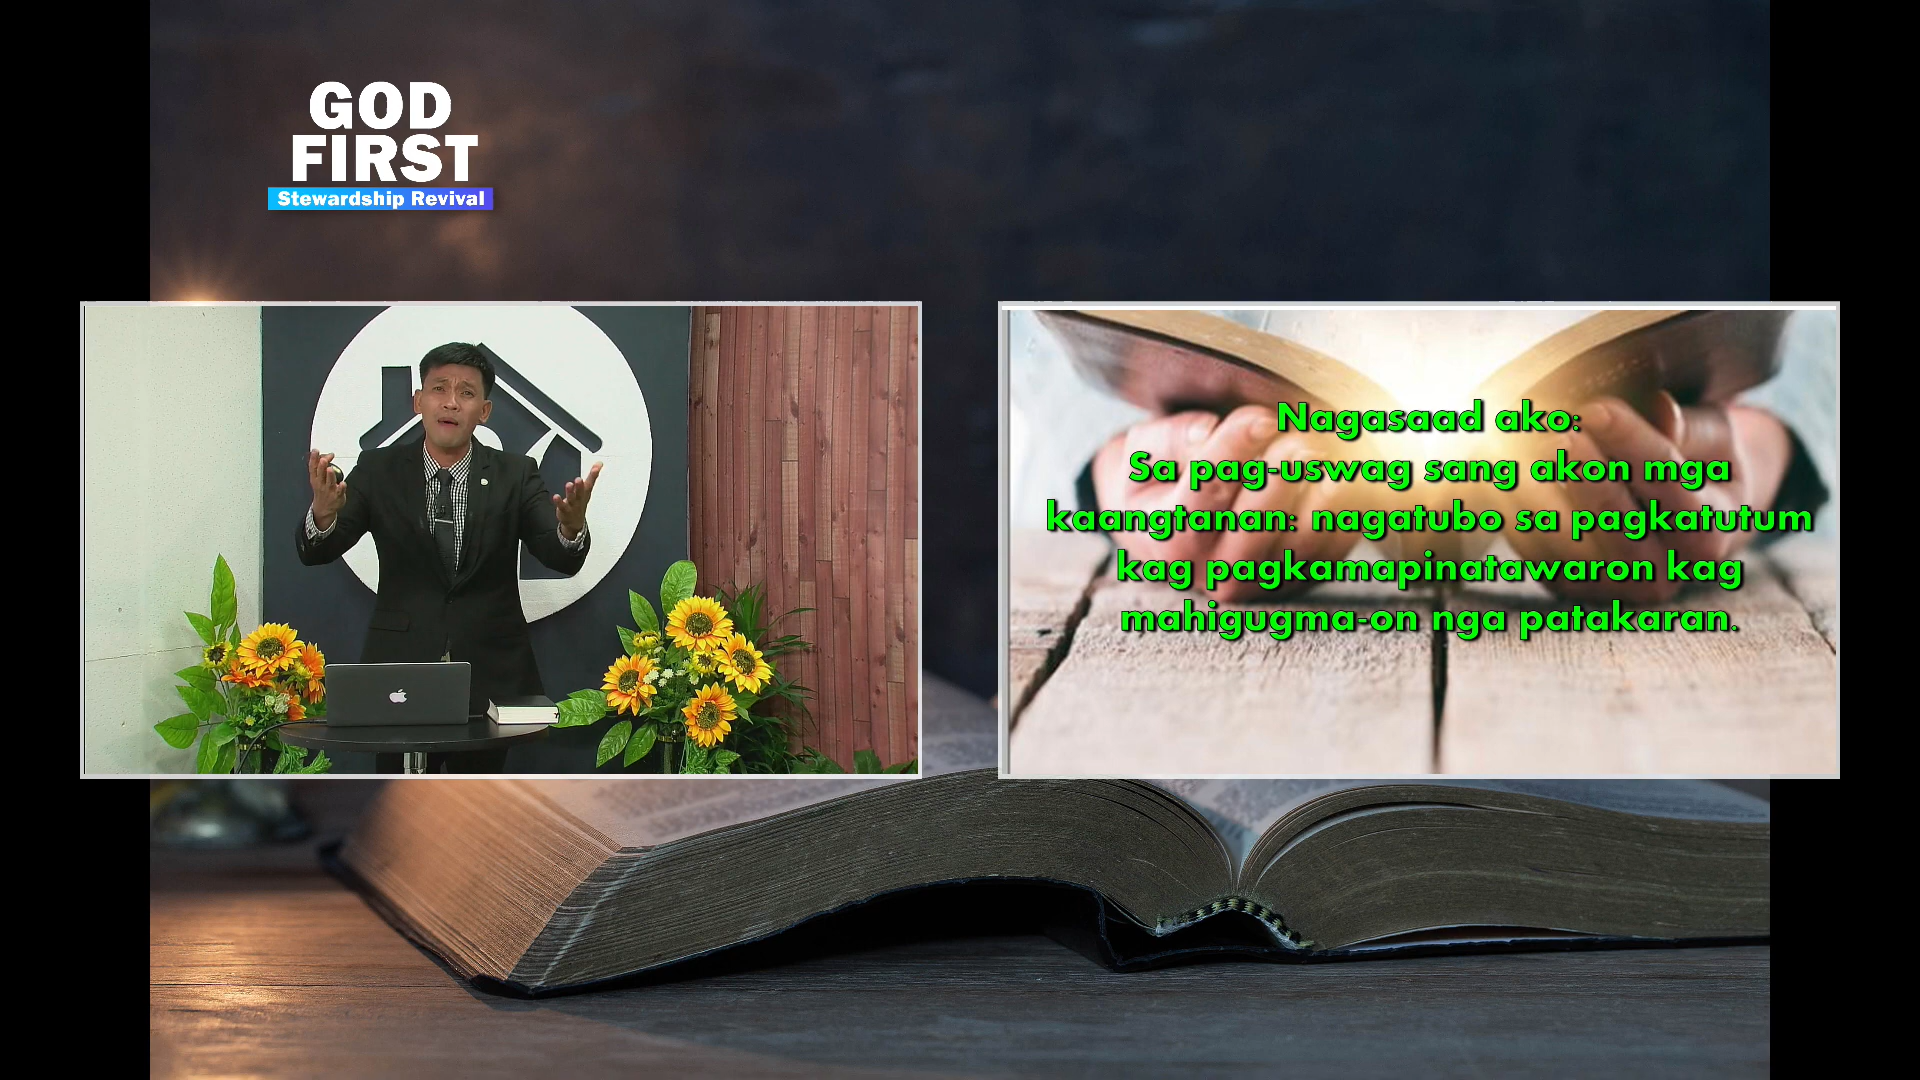 GOD
FIRST
Stewardship Revival
Nagasaad ako:
Sa pag-uswag sang akon mga
kaangtanan: nagatubo sa pagkatutum
kag pagkamapinatawaron kag
mahigugma-on nga patakaran.